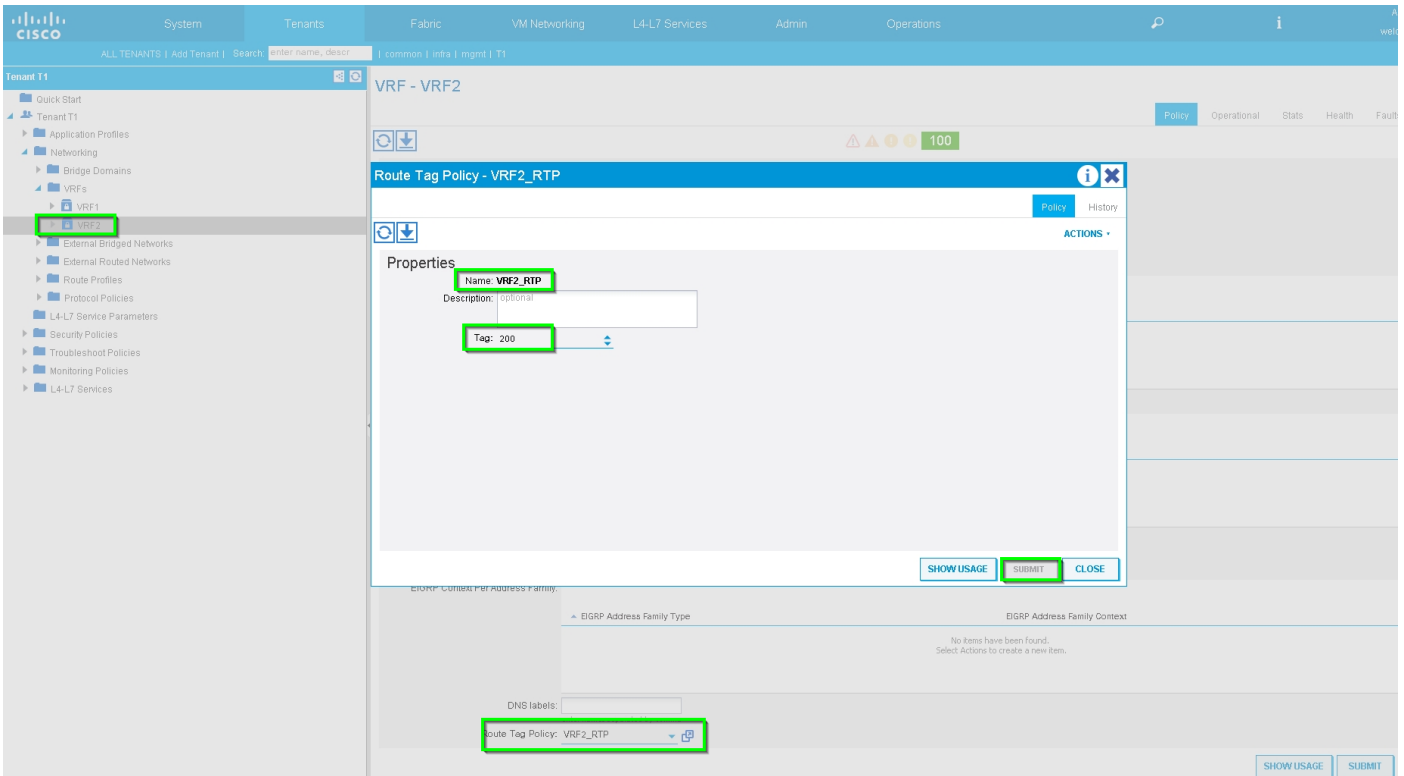 CISCO
System Tenants Fabric VM Networking L4-L7 Services Admin Operations i
ALL TENANTS | Add Tenant | Search: enter name, descr | common | infra | mgmt | T1
Tenant T1
Quick Start
Tenant T1
Application Profiles
Networking
Bridge Domains
VRFs
VRF1
VRF2
External Bridged Networks
External Routed Networks
Route Profiles
Protocol Policies
L4-L7 Service Parameters
Security Policies
Troubleshoot Policies
Monitoring Policies
L4-L7 Services
VRF - VRF2
Policy Operational Stats Health
100
Route Tag Policy - VRF2_RTP
Policy History
ACTIONS
Properties
Name: VRF2_RTP
Description: optional
Tag: 200
SHOW USAGE SUBMIT CLOSE
EIGRP Context Per Address Family:
EIGRP Address Family Type EIGRP Address Family Context
No items have been found.
Select Actions to create a new item.
DNS labels:
Route Tag Policy: VRF2_RTP
SHOW USAGE SUBMIT